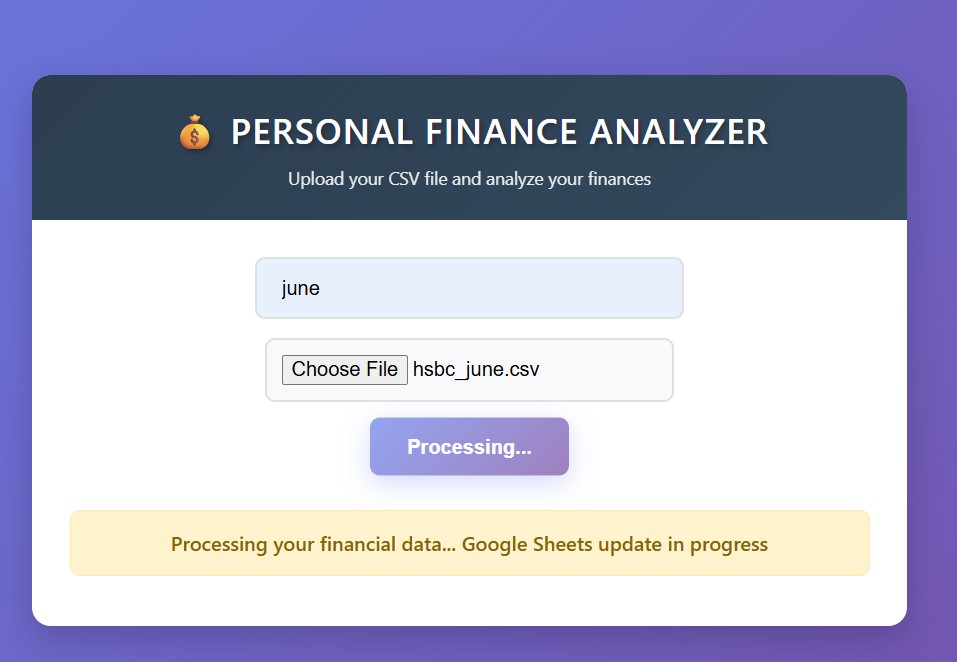 PERSONAL FINANCE ANALYZER
Upload your CSV file and analyze your finances
june
Choose File hsbc_june.csv
Processing...
Processing your financial data... Google Sheets update in progress